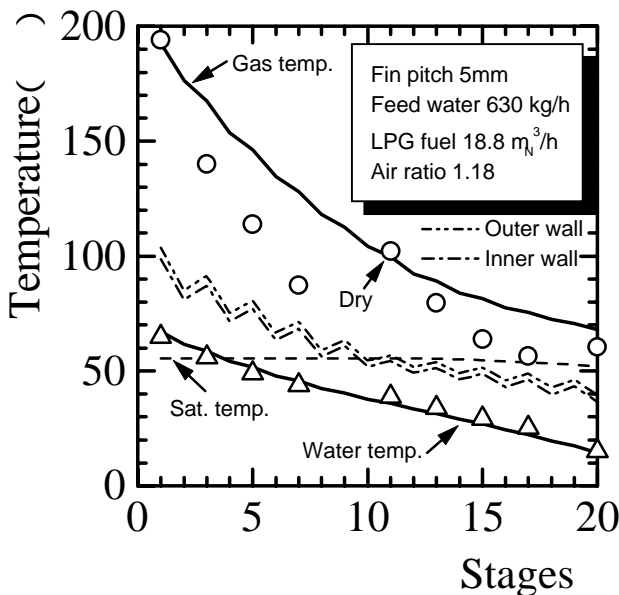 Temperature( )
200
150
100
50
0
0
5
10
15
20
Stages
Gas temp.
Fin pitch 5mm
Feed water 630 kg/h
LPG fuel 18.8 m_N^3/h
Air ratio 1.18
Outer wall
Inner wall
Dry
Sat. temp.
Water temp.